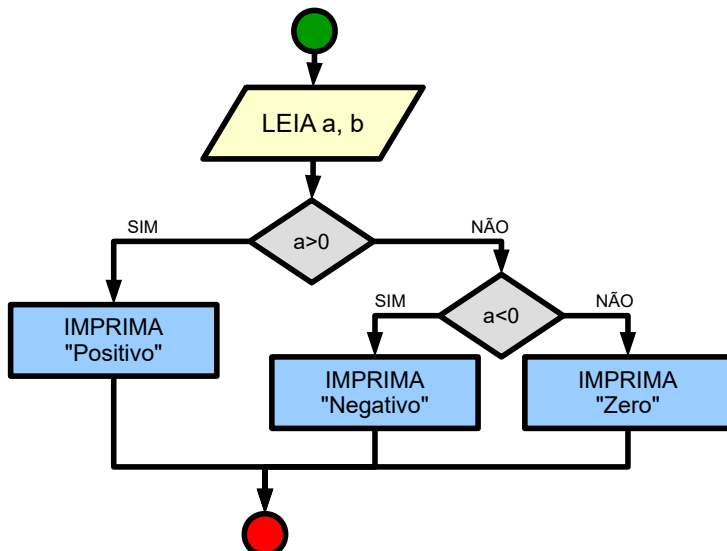 LEIA a, b
SIM
a>0
NÃO
IMPRIMA
"Positivo"
SIM
a<0
NÃO
IMPRIMA
"Negativo"
IMPRIMA
"Zero"